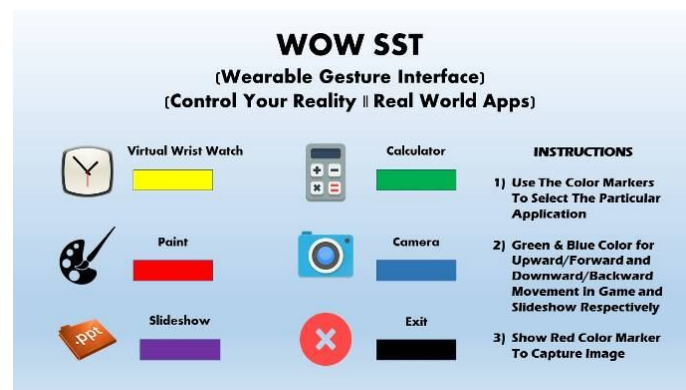 WOW SST
(Wearable Gesture Interface)
(Control Your Reality || Real World Apps)
Virtual Wrist Watch
Calculator
Paint
Camera
Slideshow
.ppt
Exit
INSTRUCTIONS
1) Use The Color Markers
To Select The Particular
Application
2) Green & Blue Color for
Upward/Forward and
Downward/Backward
Movement in Game and
Slideshow Respectively
3) Show Red Color Marker
To Capture Image